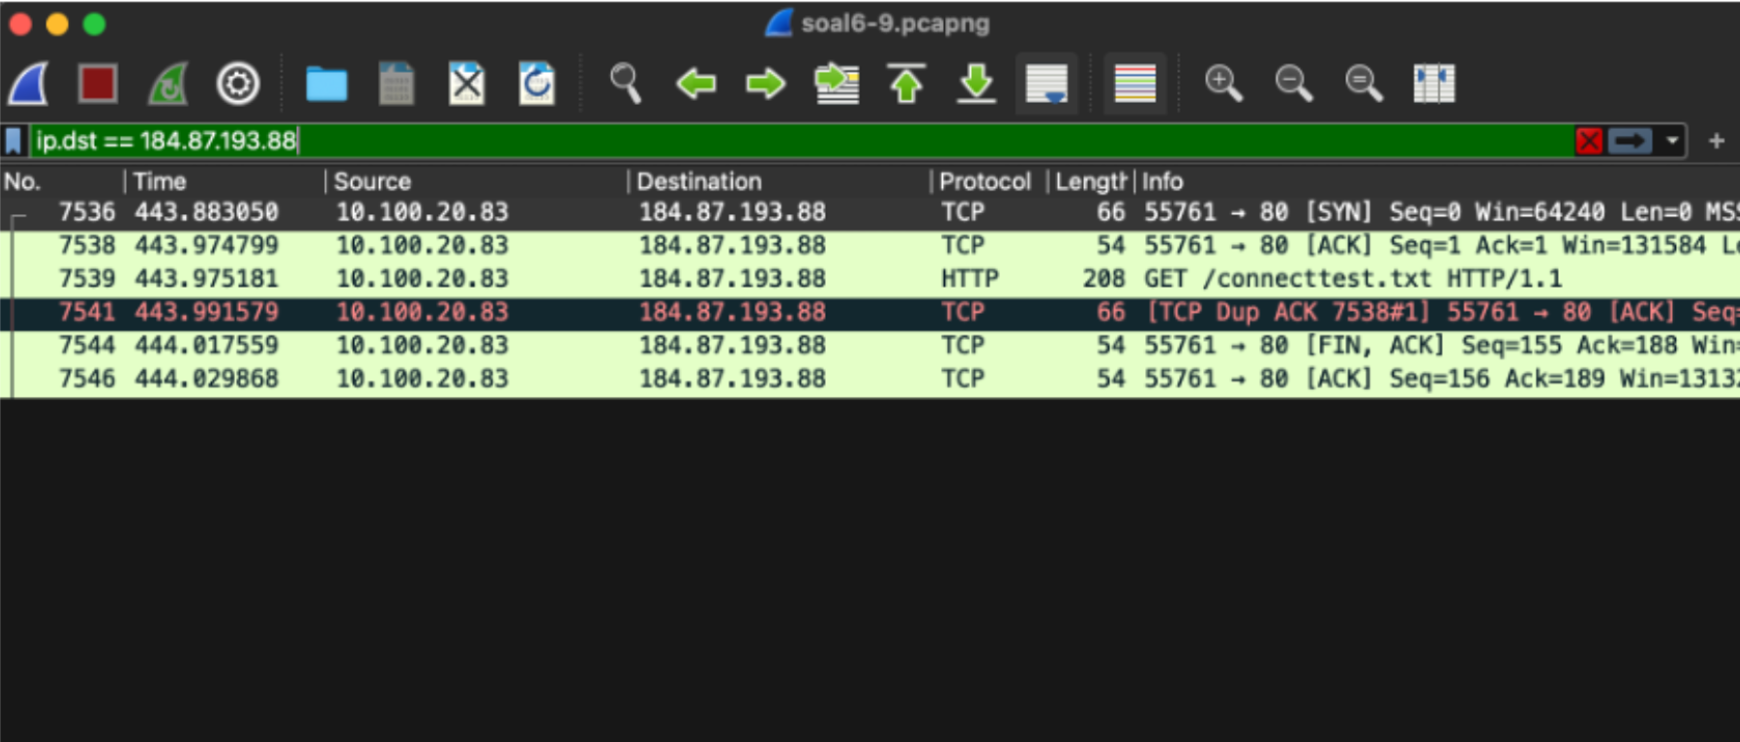 soal6-9.pcapng
ip.dst == 184.87.193.88
No. Time Source Destination Protocol Length Info
7536 443.883050 10.100.20.83 184.87.193.88 TCP 66 55761 → 80 [SYN] Seq=0 Win=64240 Len=0 MSS
7538 443.974799 10.100.20.83 184.87.193.88 TCP 54 55761 → 80 [ACK] Seq=1 Ack=1 Win=131584 Le
7539 443.975181 10.100.20.83 184.87.193.88 HTTP 208 GET /connecttest.txt HTTP/1.1
7541 443.991579 10.100.20.83 184.87.193.88 TCP 66 [TCP Dup ACK 7538#1] 55761 → 80 [ACK] Seq=
7544 444.017559 10.100.20.83 184.87.193.88 TCP 54 55761 → 80 [FIN, ACK] Seq=155 Ack=188 Win=
7546 444.029868 10.100.20.83 184.87.193.88 TCP 54 55761 → 80 [ACK] Seq=156 Ack=189 Win=13132